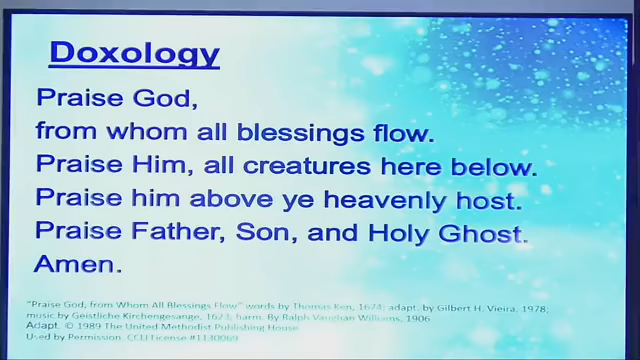 Doxology
Praise God,
from whom all blessings flow.
Praise Him, all creatures here below.
Praise him above ye heavenly host.
Praise Father, Son, and Holy Ghost.
Amen.
"Praise God, from Whom All Blessings Flow" words by Thomas Ken, 1674; adapt. by Gilbert H. Vieira, 1978;
music by Geistliche Kirchengesange, 1623; harm. By Ralph Vaughan Williams, 1906
Adapt. © 1989 The United Methodist Publishing House
Used by Permission. CCLI License #1130069